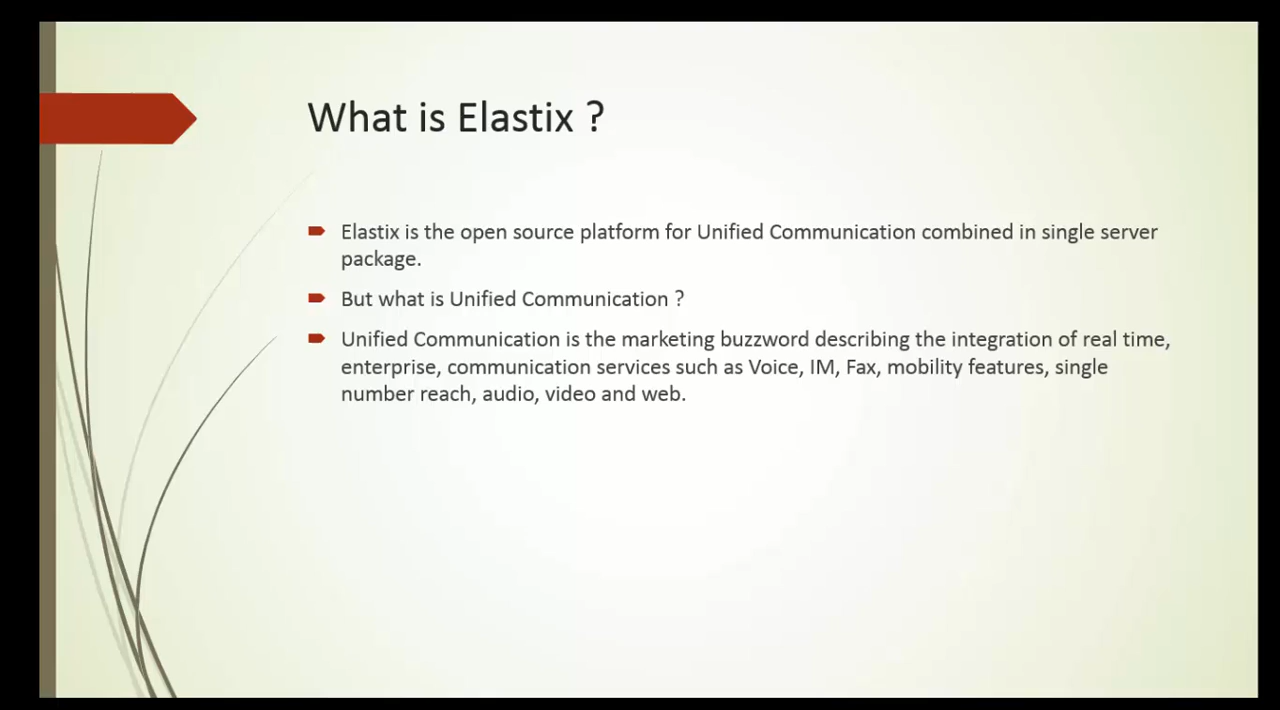 What is Elastix ?
Elastix is the open source platform for Unified Communication combined in single server
package.
But what is Unified Communication ?
Unified Communication is the marketing buzzword describing the integration of real time,
enterprise, communication services such as Voice, IM, Fax, mobility features, single
number reach, audio, video and web.